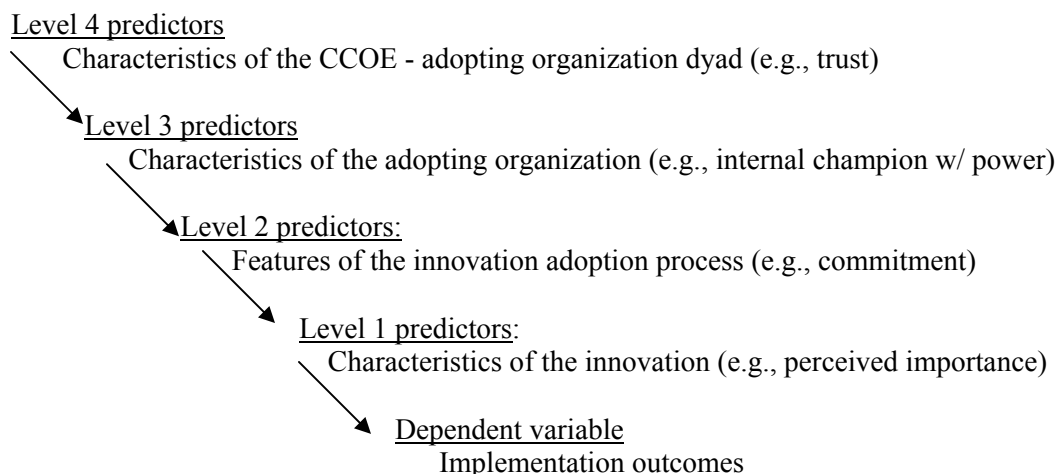 Level 4 predictors
Characteristics of the CCOE - adopting organization dyad (e.g., trust)
Level 3 predictors
Characteristics of the adopting organization (e.g., internal champion w/ power)
Level 2 predictors:
Features of the innovation adoption process (e.g., commitment)
Level 1 predictors:
Characteristics of the innovation (e.g., perceived importance)
Dependent variable
Implementation outcomes